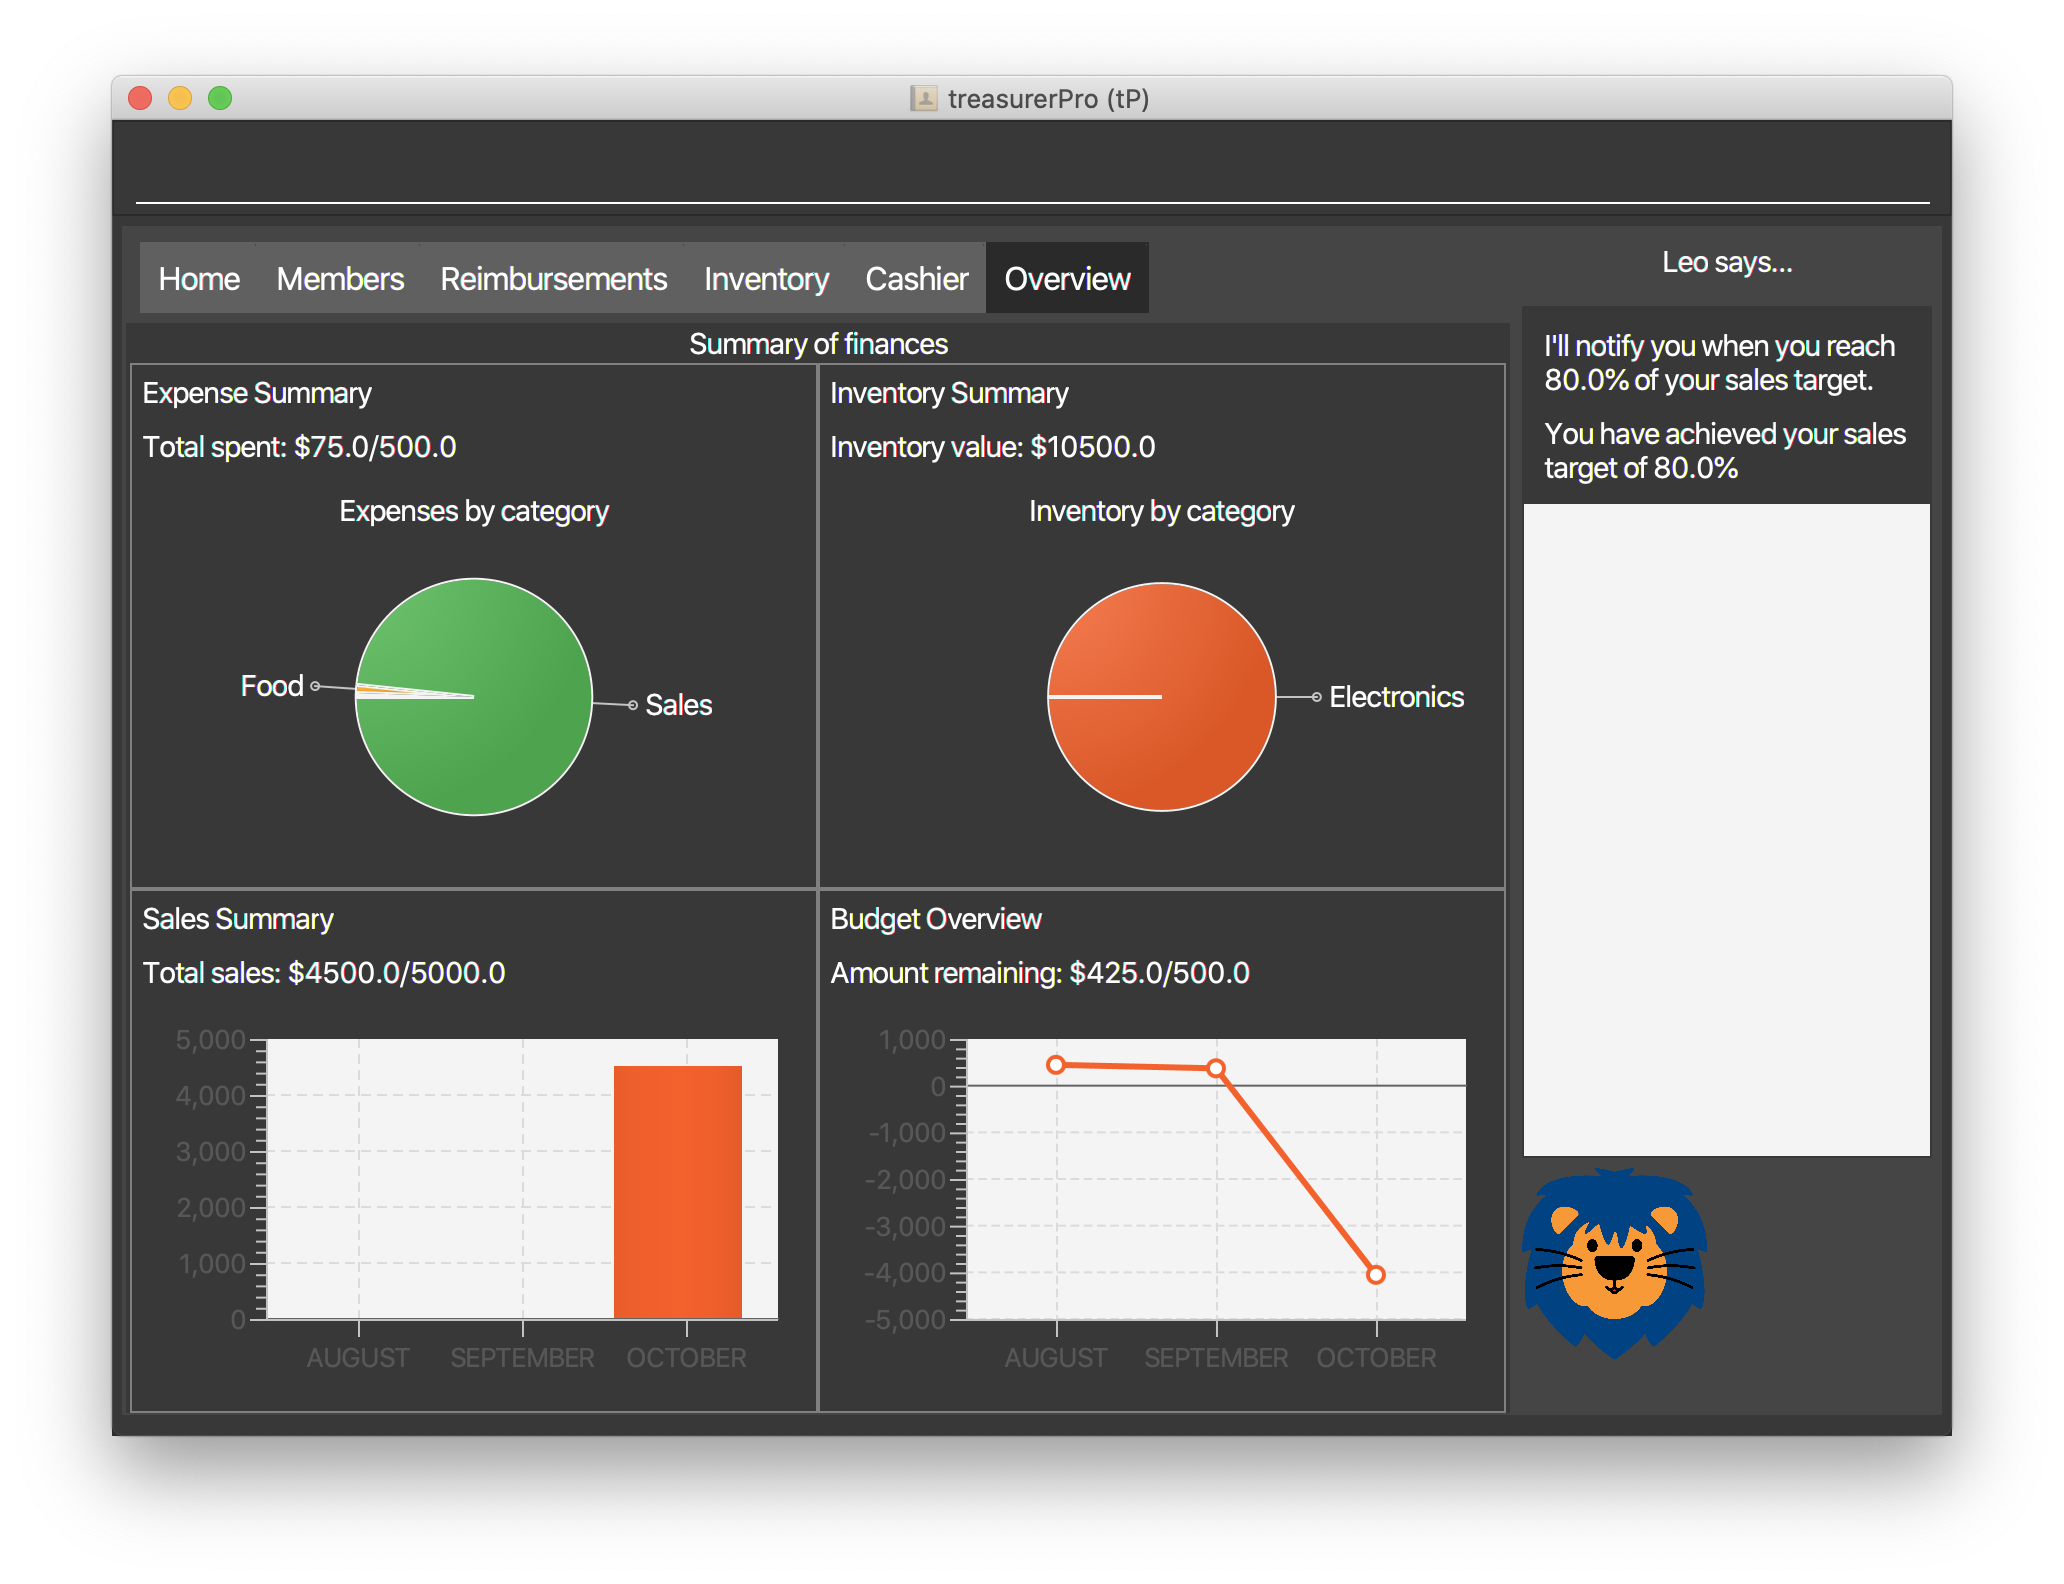 treasurerPro (tP)
Home Members Reimbursements Inventory Cashier Overview
Summary of finances
Expense Summary
Total spent: $75.0/500.0
Expenses by category
Food
Sales
Inventory Summary
Inventory value: $10500.0
Inventory by category
Electronics
Sales Summary
Total sales: $4500.0/5000.0
5,000
4,000
3,000
2,000
1,000
0
AUGUST SEPTEMBER OCTOBER
Budget Overview
Amount remaining: $425.0/500.0
1,000
0
-1,000
-2,000
-3,000
-4,000
-5,000
AUGUST SEPTEMBER OCTOBER
Leo says...
I'll notify you when you reach
80.0% of your sales target.
You have achieved your sales
target of 80.0%